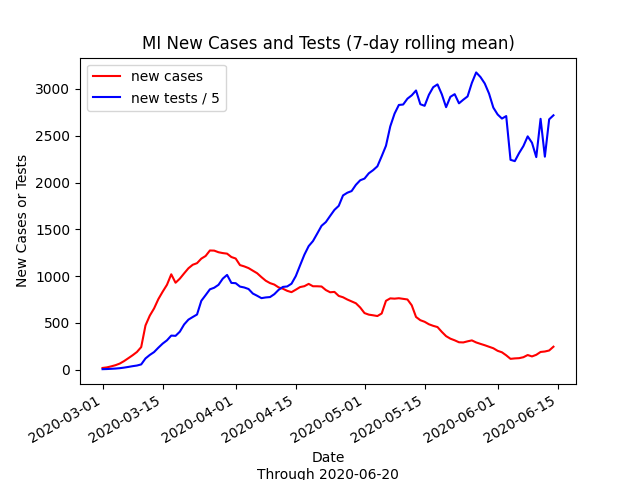 MI New Cases and Tests (7-day rolling mean)
new cases
new tests / 5
New Cases or Tests
3000
2500
2000
1500
1000
500
0
2020-03-01
2020-03-15
2020-04-01
2020-04-15
2020-05-01
2020-05-15
2020-06-01
2020-06-15
Date
Through 2020-06-20